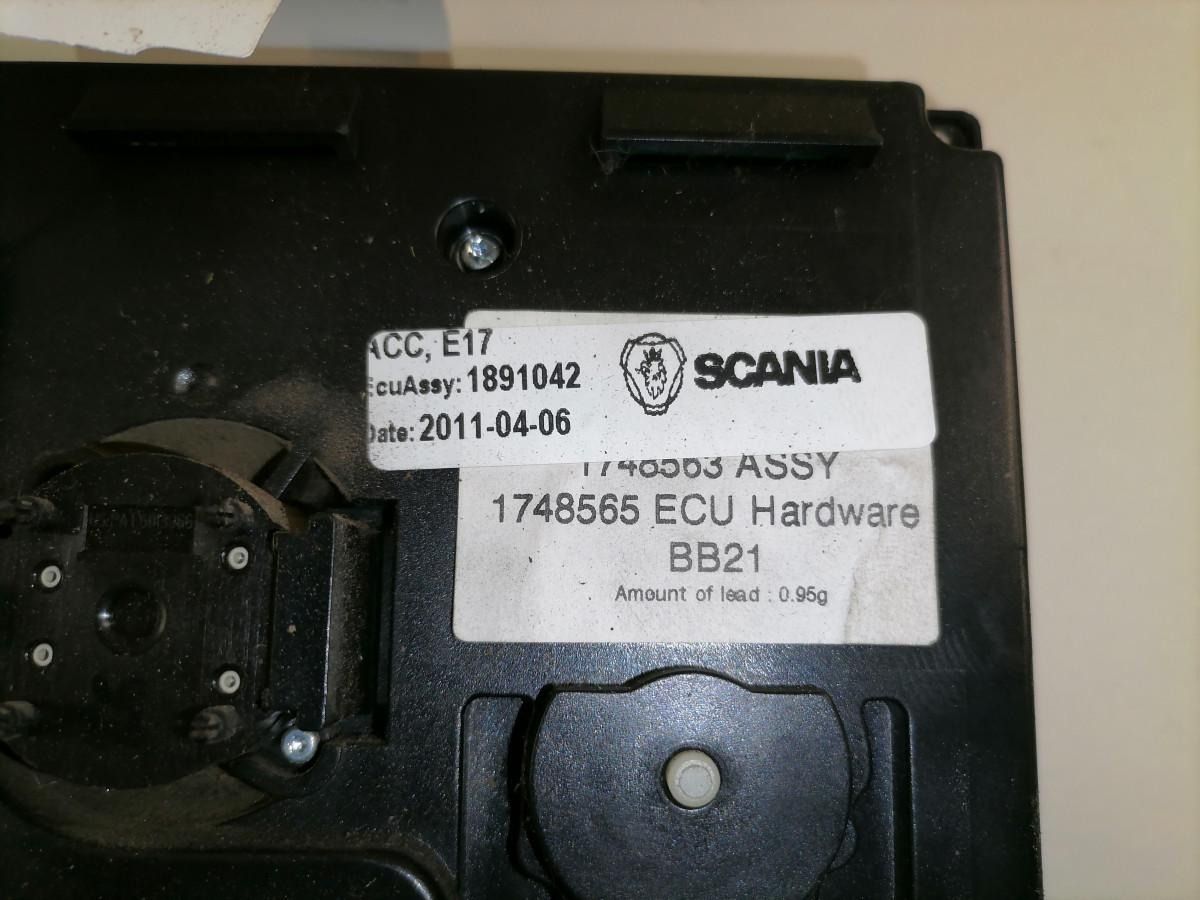 ACC, E17
EcuAssy: 1891042
Date: 2011-04-06
SCANIA
1748563 ASSY
1748565 ECU Hardware
BB21
Amount of lead : 0.95g